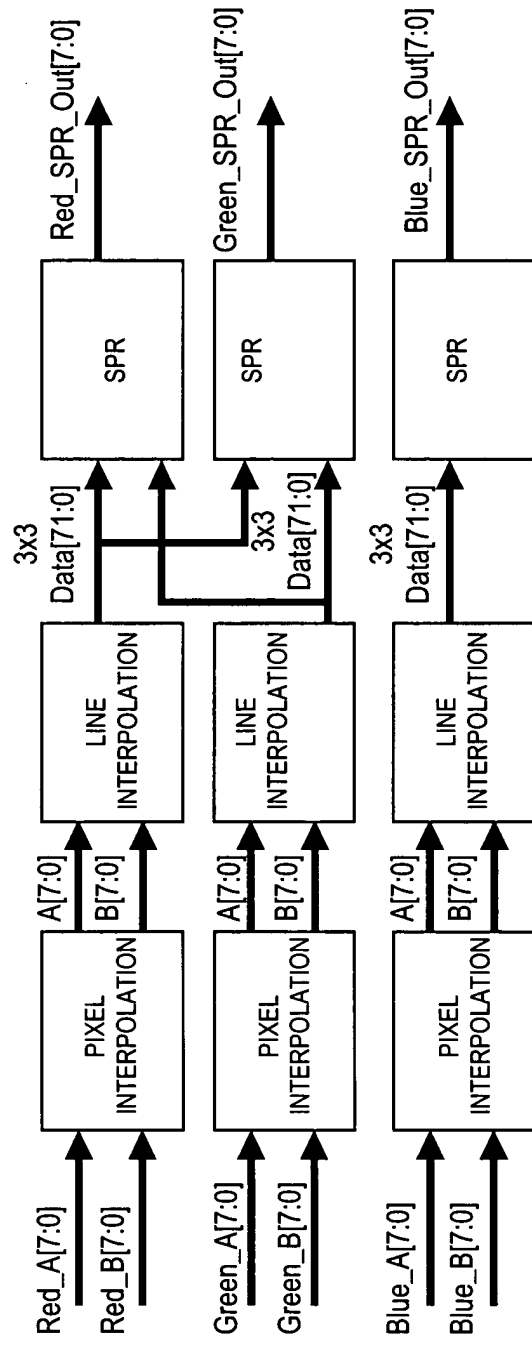 Red_A[7:0]
Red_B[7:0]
PIXEL
INTERPOLATION
A[7:0]
B[7:0]
LINE
INTERPOLATION
3x3
Data[71:0]
SPR
Red_SPR_Out[7:0]
Green_A[7:0]
Green_B[7:0]
PIXEL
INTERPOLATION
A[7:0]
B[7:0]
LINE
INTERPOLATION
3x3
Data[71:0]
SPR
Green_SPR_Out[7:0]
Blue_A[7:0]
Blue_B[7:0]
PIXEL
INTERPOLATION
A[7:0]
B[7:0]
LINE
INTERPOLATION
3x3
Data[71:0]
SPR
Blue_SPR_Out[7:0]